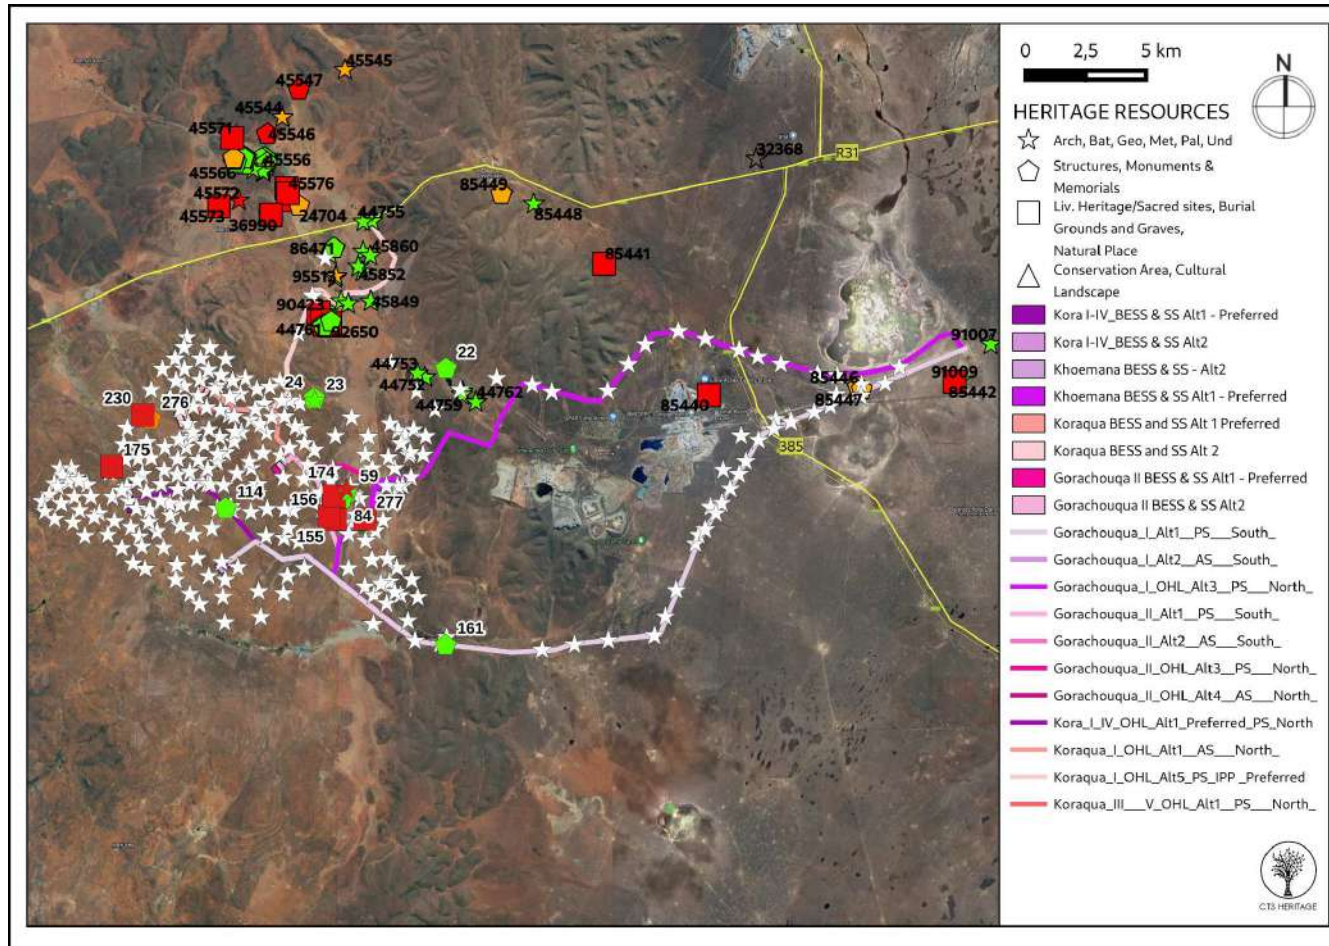 45545
45547
45544
45571
45546
45556
45566
45576
45572
45573
36990
24704
44755
86471
45860
95513
45852
90423
45849
44761
92650
85449
85448
32368
R31
85441
44753
44752
22
44759
44762
85446
85447
85440
91007
91009
85442
385
24
23
230
276
175
174
59
114
156
277
84
155
161
0 2,5 5 km
N
HERITAGE RESOURCES
Arch, Bat, Geo, Met, Pal, Und
Structures, Monuments &
Memorials
Liv. Heritage/Sacred sites, Burial
Grounds and Graves,
Natural Place
Conservation Area, Cultural
Landscape
Kora I-IV_BESS & SS Alt1 - Preferred
Kora I-IV_BESS & SS Alt2
Khoemana BESS & SS - Alt2
Khoemana BESS & SS Alt1 - Preferred
Koraqua BESS and SS Alt 1 Preferred
Koraqua BESS and SS Alt 2
Gorachouqa II BESS & SS Alt1 - Preferred
Gorachouqua II BESS & SS Alt2
Gorachouqua_I_Alt1__PS___South_
Gorachouqua_I_Alt2__AS___South_
Gorachouqua_I_OHL_Alt3__PS___North_
Gorachouqua_II_Alt1__PS___South_
Gorachouqua_II_Alt2__AS___South_
Gorachouqua_II_OHL_Alt3__PS___North_
Gorachouqua_II_OHL_Alt4__AS___North_
Kora_I_IV_OHL_Alt1_Preferred_PS_North
Koraqua_I_OHL_Alt1__AS___North_
Koraqua_I_OHL_Alt5_PS_IPP _Preferred
Koraqua_III___V_OHL_Alt1__PS___North_
CTS HERITAGE